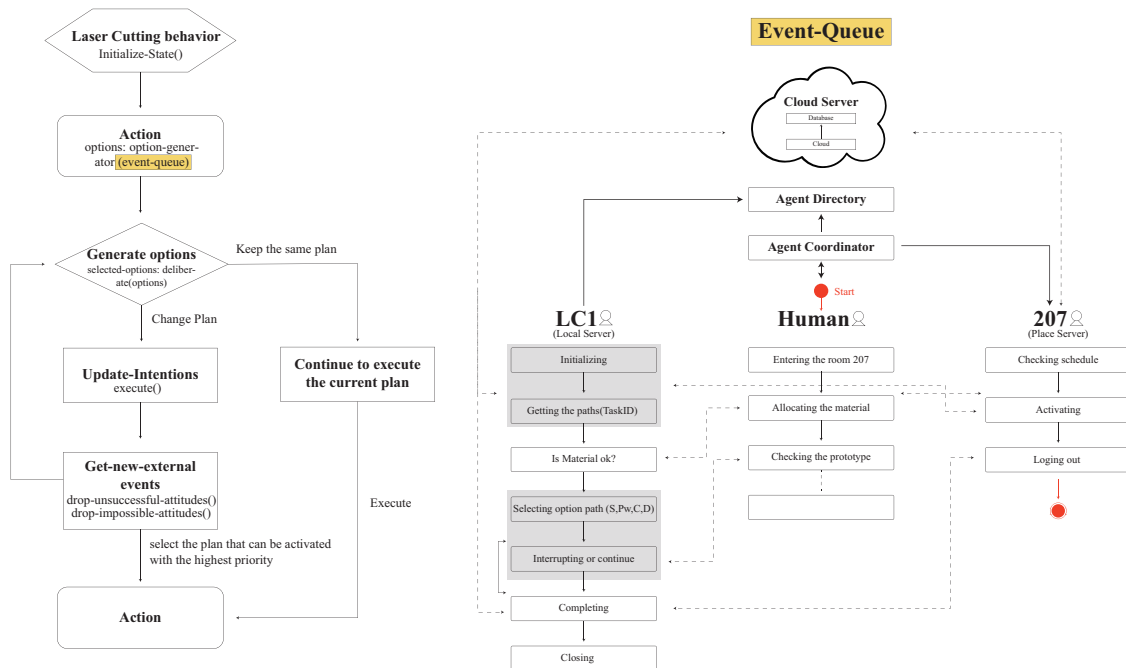 Laser Cutting behavior
Initialize-State()
Action
options: option-gener-
ator (event-queue)
Generate options
selected-options: deliber-
ate(options)
Keep the same plan
Change Plan
Update-Intentions
execute()
Continue to execute
the current plan
Get-new-external
events
drop-unsuccessful-attitudes()
drop-impossible-attitudes()
Execute
select the plan that can be activated
with the highest priority
Action
Event-Queue
Cloud Server
Database
Cloud
Agent Directory
Agent Coordinator
Start
LC1
(Local Server)
Initializing
Getting the paths(TaskID)
Is Material ok?
Selecting option path (S,Pw,C,D)
Interrupting or continue
Completing
Closing
Human
Entering the room 207
Allocating the material
Checking the prototype
207
(Place Server)
Checking schedule
Activating
Loging out